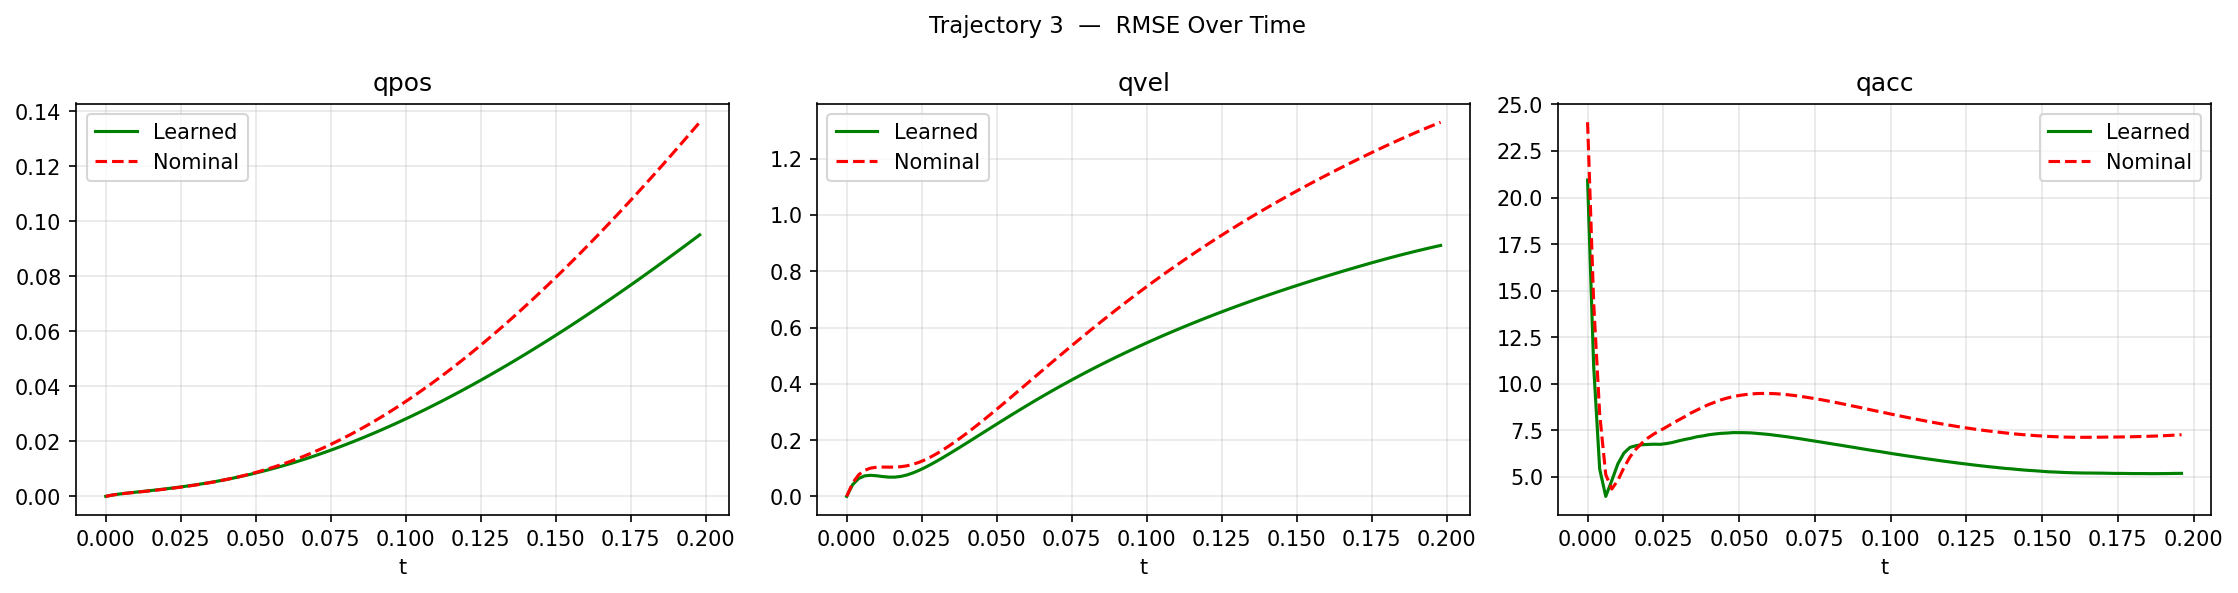 Trajectory 3 — RMSE Over Time
qpos
0.14
0.12
0.10
0.08
0.06
0.04
0.02
0.00
Learned
Nominal
0.000 0.025 0.050 0.075 0.100 0.125 0.150 0.175 0.200
t
qvel
1.2
1.0
0.8
0.6
0.4
0.2
0.0
Learned
Nominal
0.000 0.025 0.050 0.075 0.100 0.125 0.150 0.175 0.200
t
qacc
25.0
22.5
20.0
17.5
15.0
12.5
10.0
7.5
5.0
Learned
Nominal
0.000 0.025 0.050 0.075 0.100 0.125 0.150 0.175 0.200
t